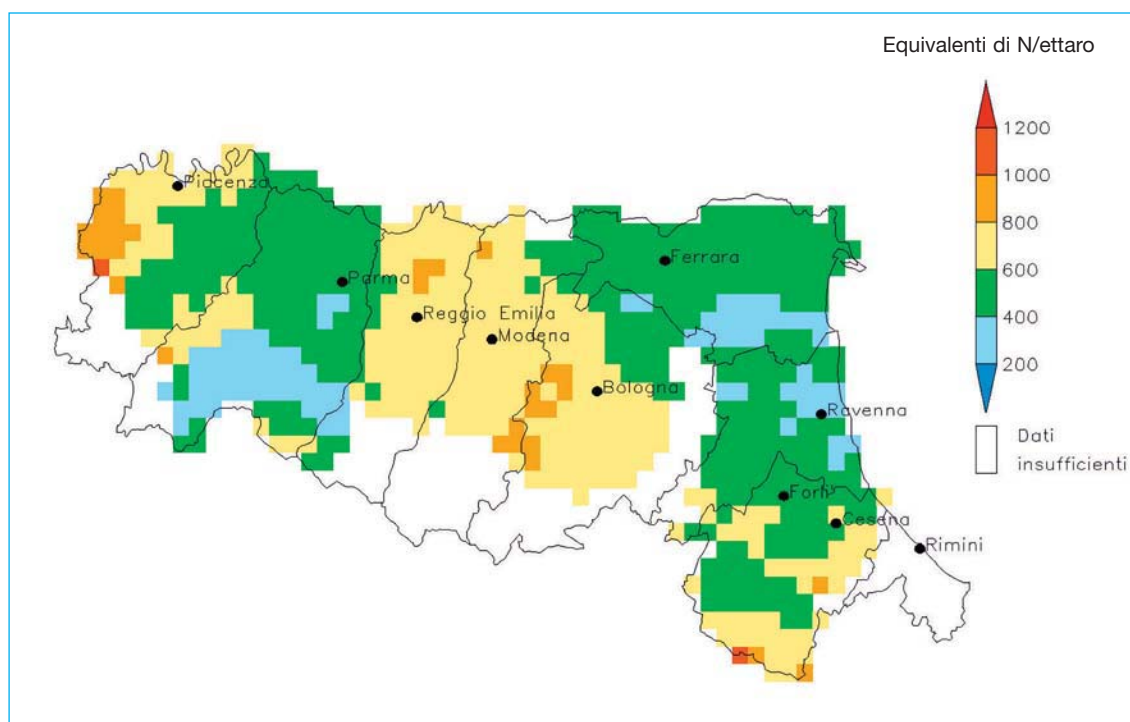 Equivalenti di N/ettaro
1200
1000
800
600
400
200
Dati
insufficienti
Piacenza
Parma
Reggio Emilia
Modena
Ferrara
Bologna
Ravenna
Forli'
Cesena
Rimini